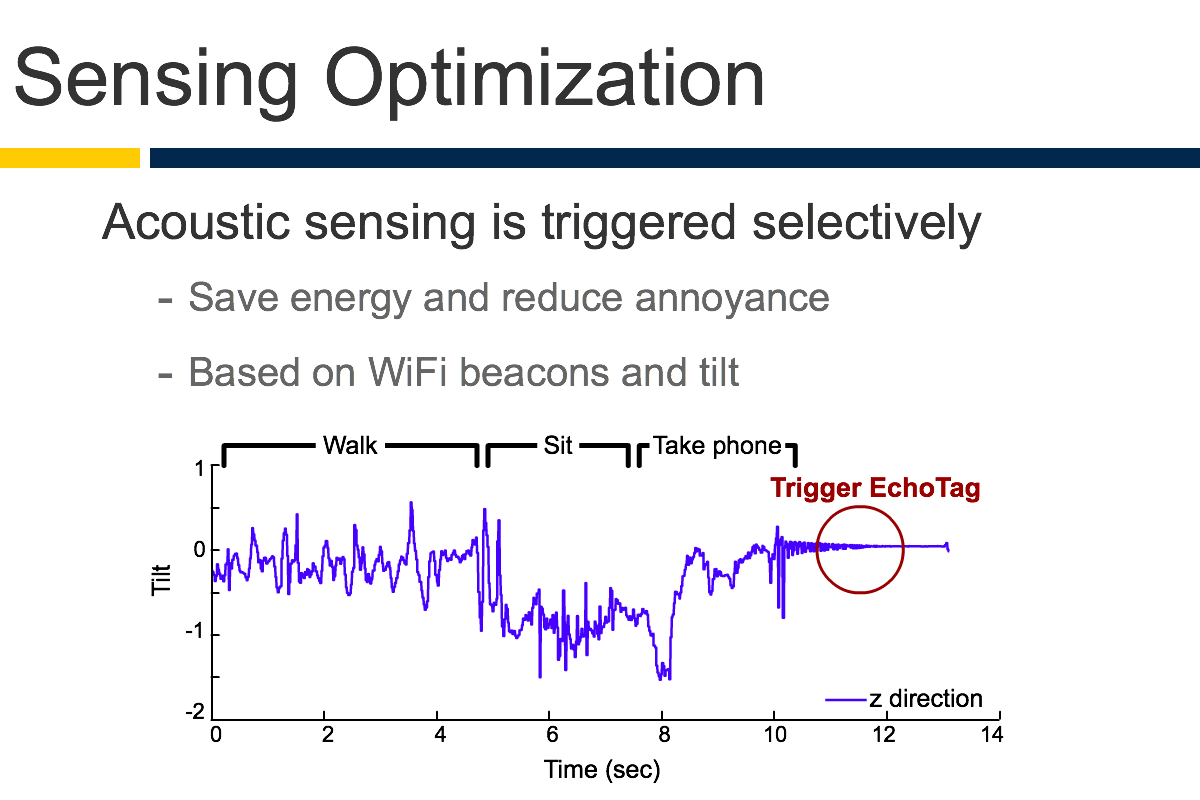 Sensing Optimization
Acoustic sensing is triggered selectively
- Save energy and reduce annoyance
- Based on WiFi beacons and tilt
Walk Sit Take phone
Trigger EchoTag
1
0
-1
-2
Tilt
z direction
0 2 4 6 8 10 12 14
Time (sec)